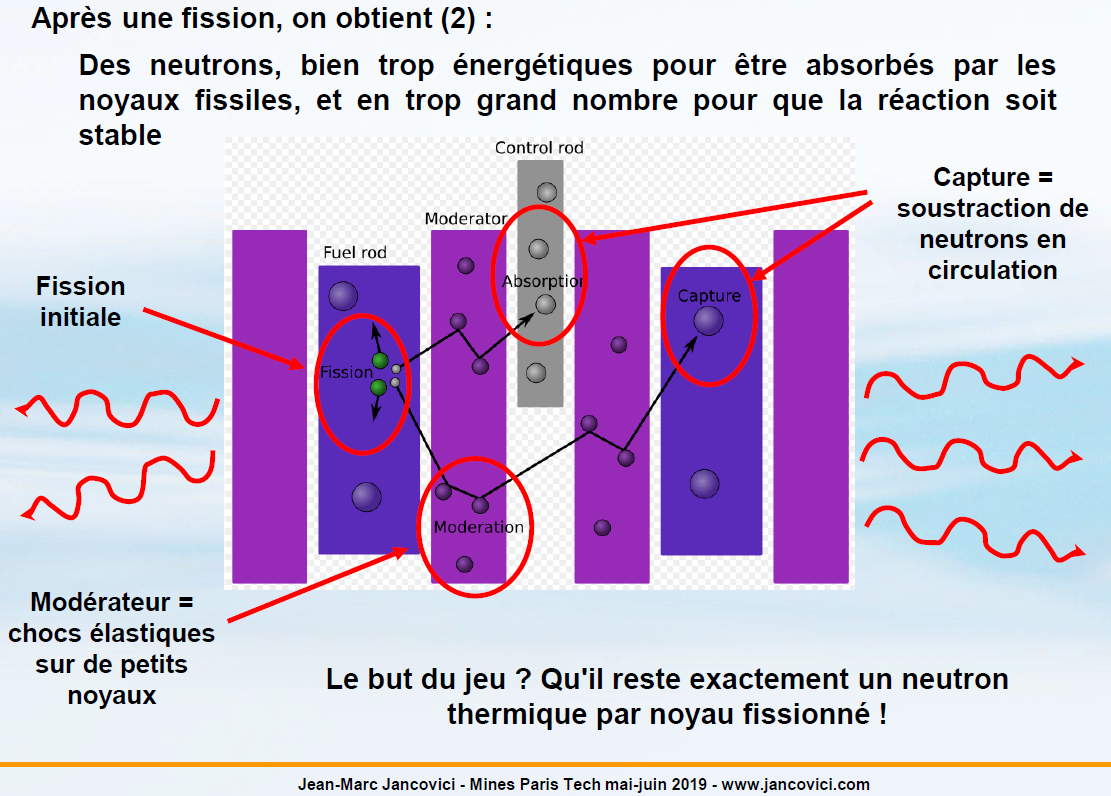 Après une fission, on obtient (2) :
Des neutrons, bien trop énergétiques pour être absorbés par les
noyaux fissiles, et en trop grand nombre pour que la réaction soit
stable
Control rod
Capture =
soustraction de
neutrons en
circulation
Moderator
Fuel rod
Fission
initiale
Absorption
Capture
Fission
Moderation
Modérateur =
chocs élastiques
sur de petits
noyaux
Le but du jeu ? Qu'il reste exactement un neutron
thermique par noyau fissionné !
Jean-Marc Jancovici - Mines Paris Tech mai-juin 2019 - www.jancovici.com